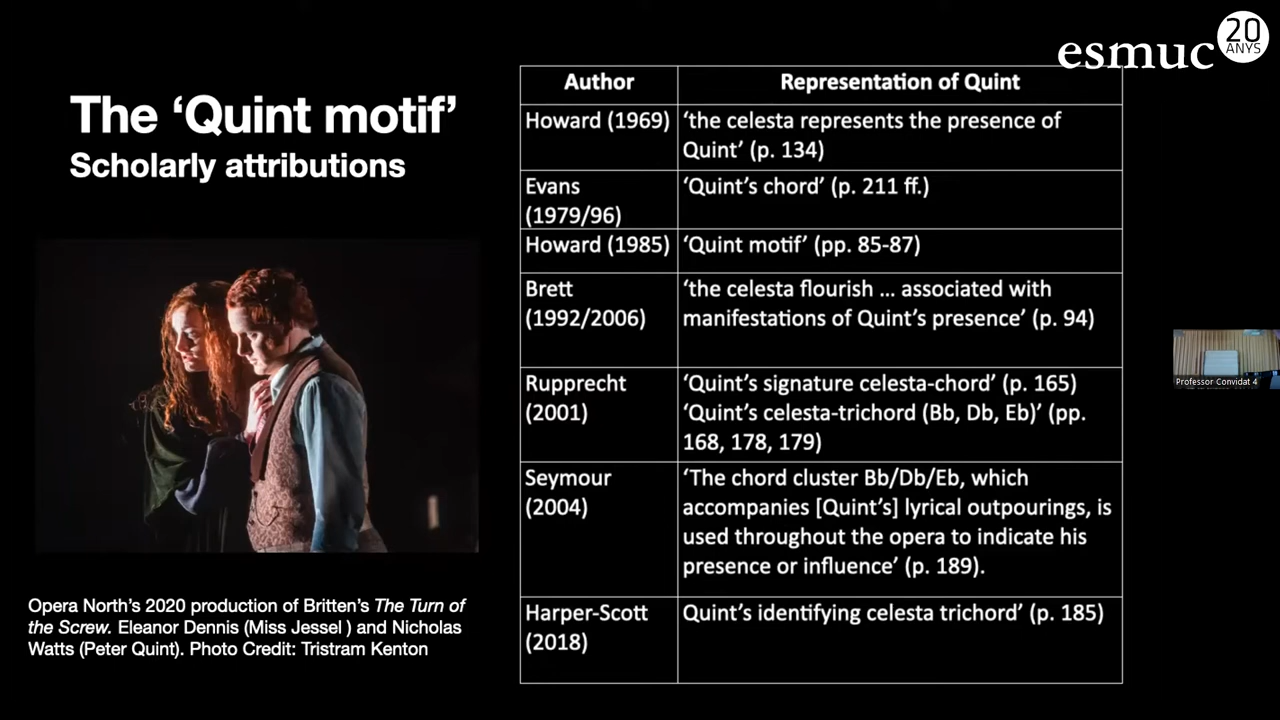 esmuc
20
ANYS
The ‘Quint motif’
Scholarly attributions
Author
Representation of Quint
Howard (1969)
‘the celesta represents the presence of
Quint’ (p. 134)
Evans
(1979/96)
‘Quint’s chord’ (p. 211 ff.)
Howard (1985)
‘Quint motif’ (pp. 85-87)
Brett
(1992/2006)
‘the celesta flourish ... associated with
manifestations of Quint’s presence’ (p. 94)
Rupprecht
(2001)
‘Quint’s signature celesta-chord’ (p. 165)
‘Quint’s celesta-trichord (Bb, Db, Eb)’ (pp.
168, 178, 179)
Seymour
(2004)
‘The chord cluster Bb/Db/Eb, which
accompanies [Quint’s] lyrical outpourings, is
used throughout the opera to indicate his
presence or influence’ (p. 189).
Harper-Scott
(2018)
Quint’s identifying celesta trichord’ (p. 185)
Opera North’s 2020 production of Britten’s The Turn of
the Screw. Eleanor Dennis (Miss Jessel ) and Nicholas
Watts (Peter Quint). Photo Credit: Tristram Kenton
Professor Convidat 4